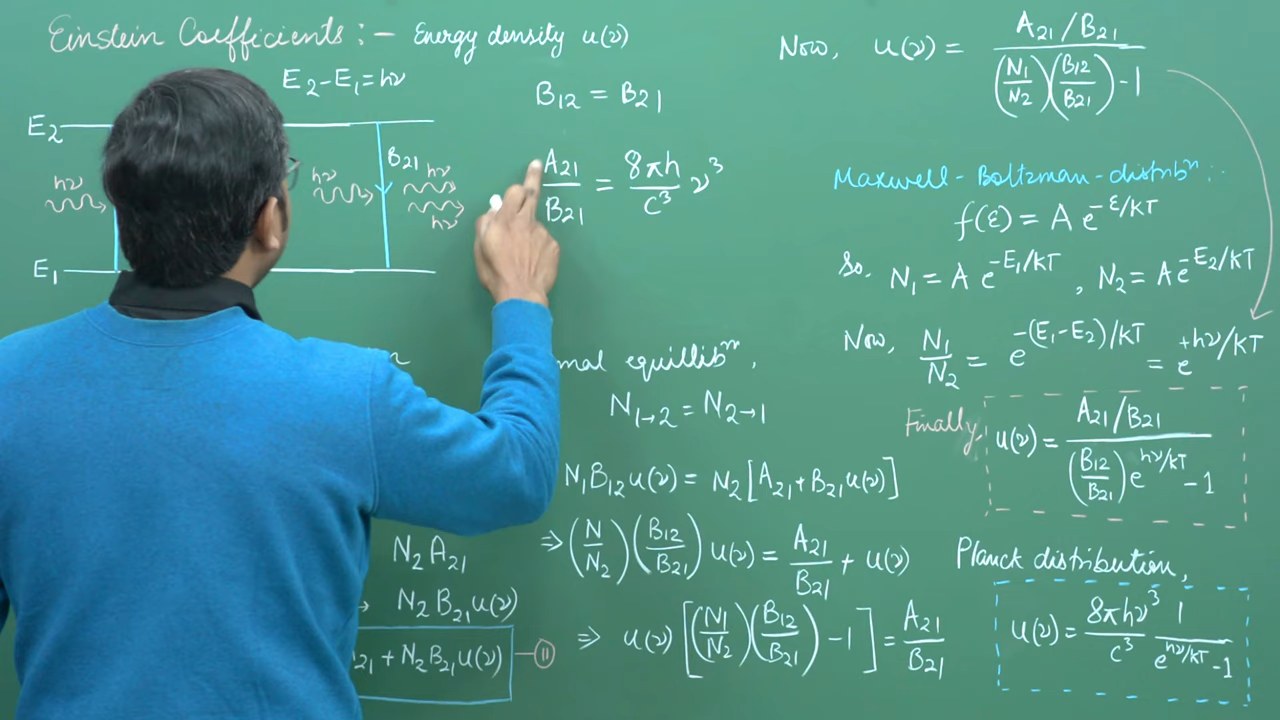 Einstein Coefficients :– Energy density u(ν)
E₂-E₁=hν
E₂
hν
hν
B₂₁
hν
hν
E₁
B₁₂ = B₂₁
A₂₁/B₂₁ = 8πh/c³ ν³
mal equillibⁿ,
N₁→₂ = N₂→₁
N₁B₁₂u(ν) = N₂[A₂₁+B₂₁u(ν)]
⇒ (N/N₂)(B₁₂/B₂₁) u(ν) = A₂₁/B₂₁ + u(ν)
⇒ u(ν) [(N₁/N₂)(B₁₂/B₂₁) -1] = A₂₁/B₂₁
N₂A₂₁
→ N₂B₂₁u(ν)
₂₁ + N₂B₂₁u(ν) — II
Now, u(ν) = (A₂₁/B₂₁)/((N₁/N₂)(B₁₂/B₂₁)-1)
Maxwell-Boltzman-distribⁿ:-
f(ε) = A e^(-ε/KT)
So, N₁ = A e^(-E₁/KT), N₂ = A e^(-E₂/KT)
Now, N₁/N₂ = e^(-(E₁-E₂)/KT) = e^(+hν/KT)
Finally, u(ν) = (A₂₁/B₂₁)/((B₁₂/B₂₁)e^(hν/KT) -1)
Planck distribution,
u(ν) = 8πhν³/c³ 1/(e^(hν/KT) -1)